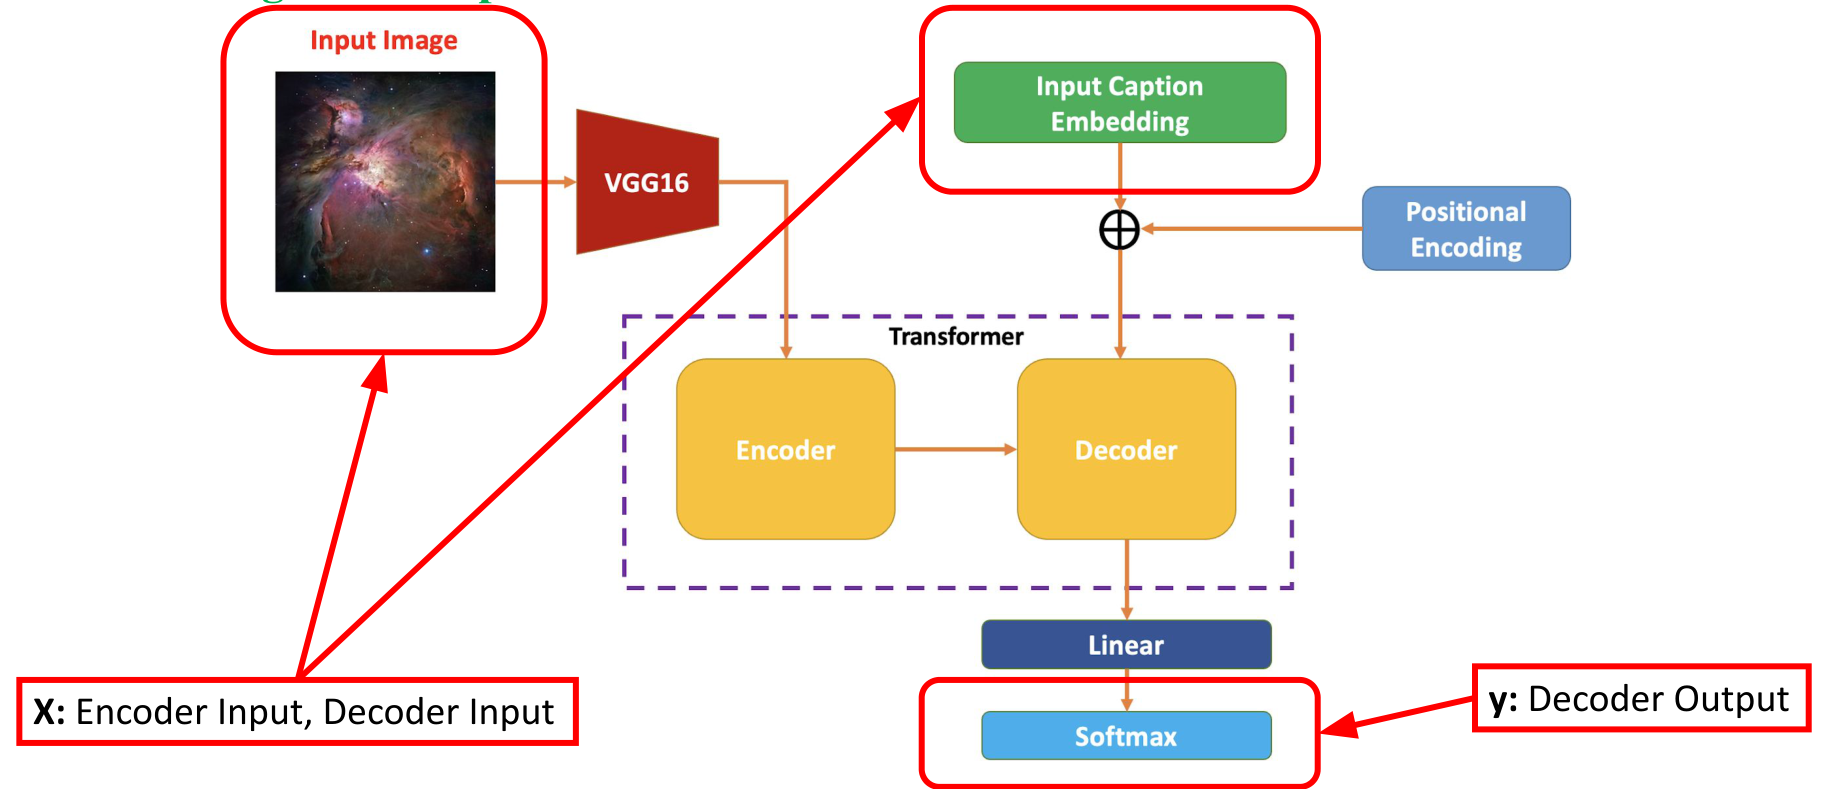 Input Image
Input Caption
Embedding
VGG16
Positional
Encoding
Transformer
Encoder
Decoder
Linear
X: Encoder Input, Decoder Input
y: Decoder Output
Softmax